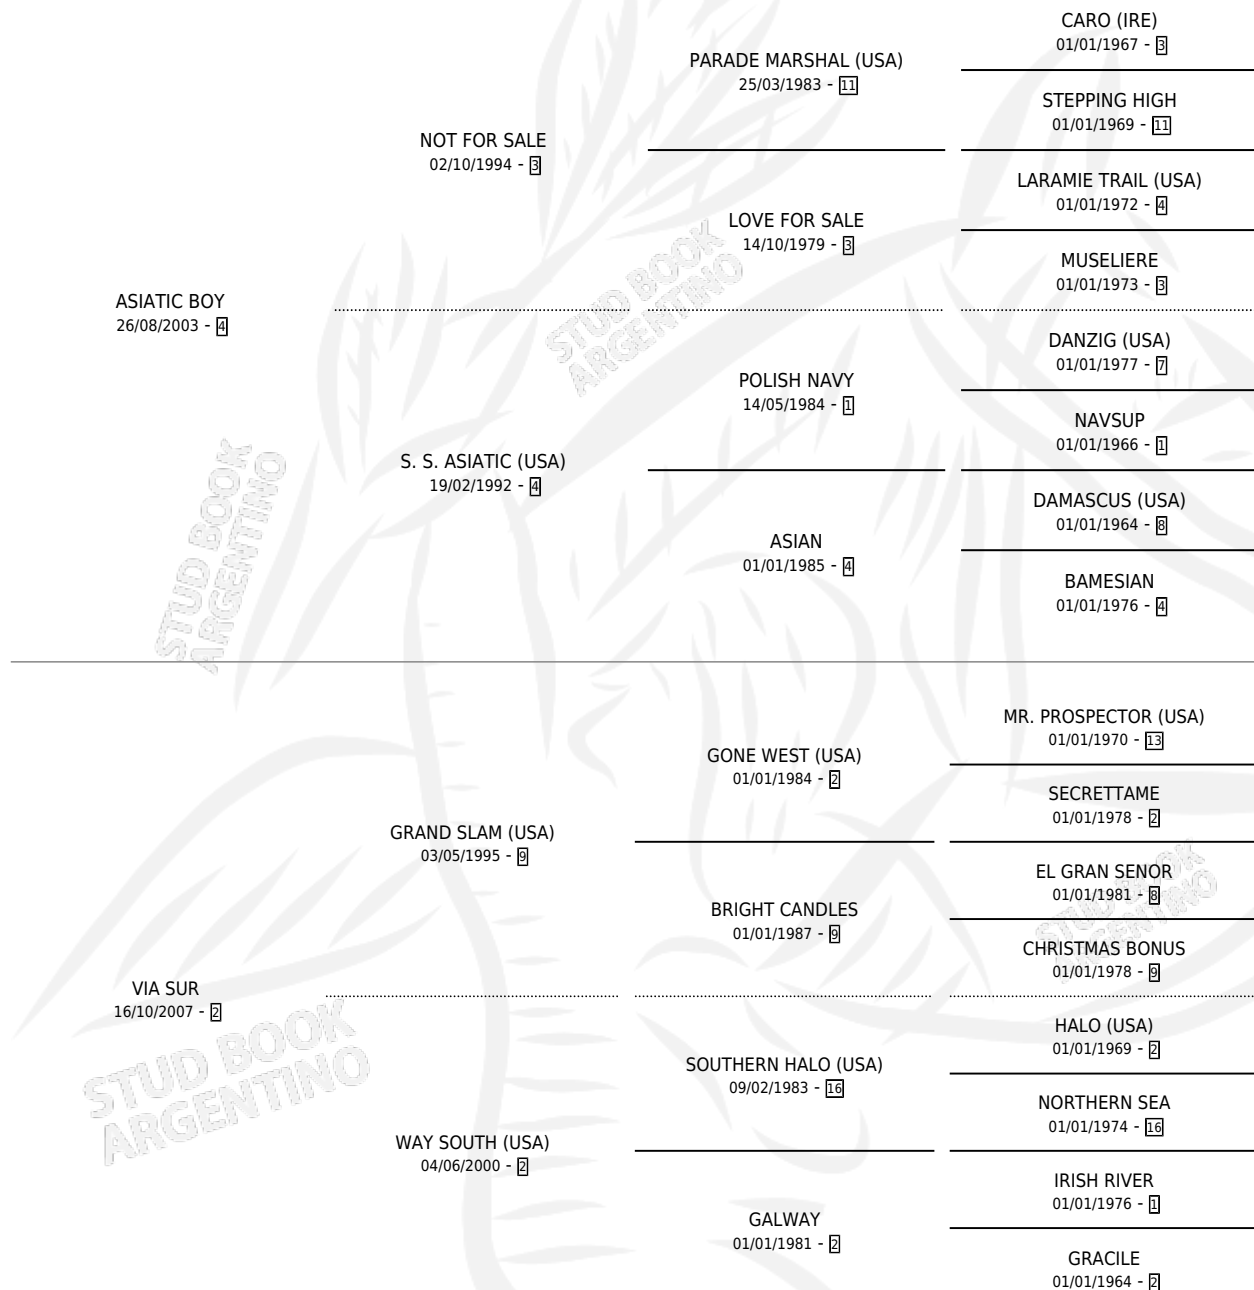 CARO (IRE)
01/01/1967 - 3
PARADE MARSHAL (USA)
25/03/1983 - 11
STEPPING HIGH
01/01/1969 - 11
NOT FOR SALE
02/10/1994 - 3
LARAMIE TRAIL (USA)
01/01/1972 - 4
LOVE FOR SALE
14/10/1979 - 3
MUSELIERE
01/01/1973 - 3
STUD BOOK
ARGENTINO
ASIATIC BOY
26/08/2003 - 4
DANZIG (USA)
01/01/1977 - 7
POLISH NAVY
14/05/1984 - 1
NAVSUP
01/01/1966 - 1
S. S. ASIATIC (USA)
19/02/1992 - 4
DAMASCUS (USA)
01/01/1964 - 8
ASIAN
01/01/1985 - 4
BAMESIAN
01/01/1976 - 4
STUD BOOK
ARGENTINO
MR. PROSPECTOR (USA)
01/01/1970 - 13
GONE WEST (USA)
01/01/1984 - 2
SECRETTAME
01/01/1978 - 2
GRAND SLAM (USA)
03/05/1995 - 9
EL GRAN SENOR
01/01/1981 - 8
STUD BOOK
ARGENTINO
BRIGHT CANDLES
01/01/1987 - 9
CHRISTMAS BONUS
01/01/1978 - 9
VIA SUR
16/10/2007 - 2
STUD BOOK
ARGENTINO
HALO (USA)
01/01/1969 - 2
SOUTHERN HALO (USA)
09/02/1983 - 16
NORTHERN SEA
01/01/1974 - 16
WAY SOUTH (USA)
04/06/2000 - 2
IRISH RIVER
01/01/1976 - 1
GALWAY
01/01/1981 - 2
GRACILE
01/01/1964 - 2